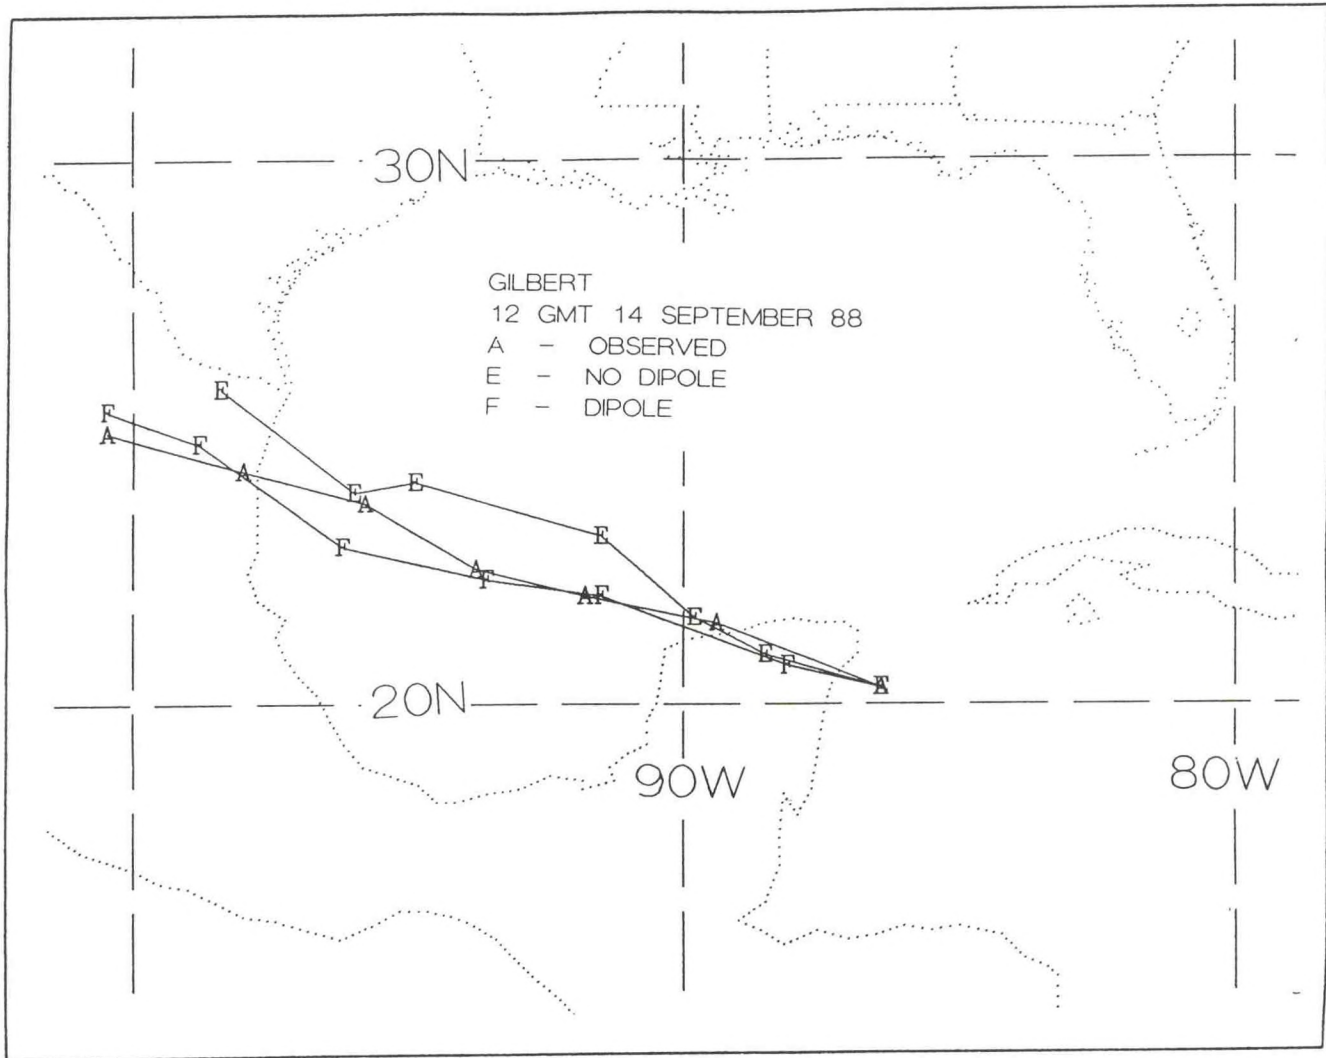 30N
GILBERT
12 GMT 14 SEPTEMBER 88
A - OBSERVED
E - NO DIPOLE
F - DIPOLE
E
F
A
F
A
E
E
A
E
F
A
F
A
F
E
A
E
F
E
20N
90W
80W